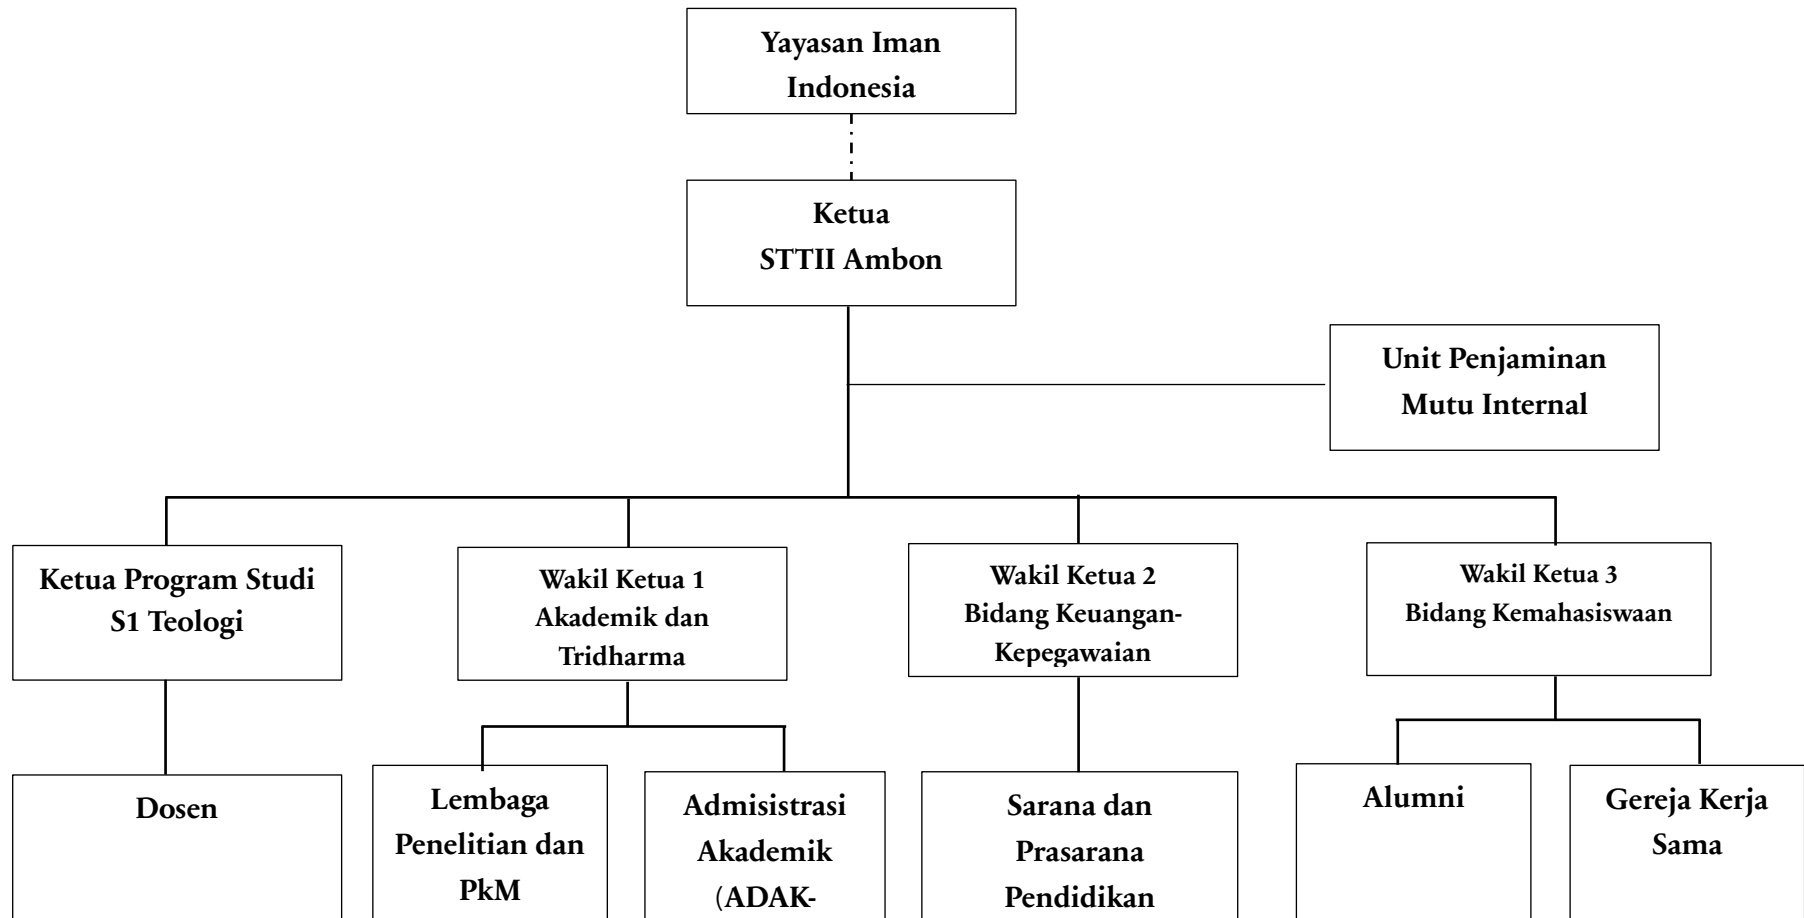 Yayasan Iman
Indonesia
Ketua
STTII Ambon
Unit Penjaminan
Mutu Internal
Ketua Program Studi
S1 Teologi
Wakil Ketua 1
Akademik dan
Tridharma
Wakil Ketua 2
Bidang Keuangan-
Kepegawaian
Wakil Ketua 3
Bidang Kemahasiswaan
Dosen
Lembaga
Penelitian dan
PkM
Admisistrasi
Akademik
(ADAK-
Sarana dan
Prasarana
Pendidikan
Alumni
Gereja Kerja
Sama